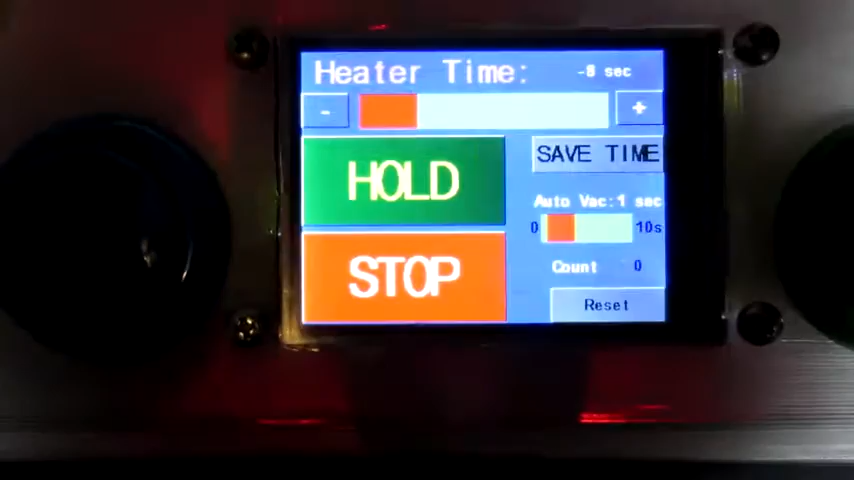 Heater Time: -8 sec
- +
HOLD
SAVE TIME
Auto Vac:1 sec
0 10s
STOP
Count 0
Reset